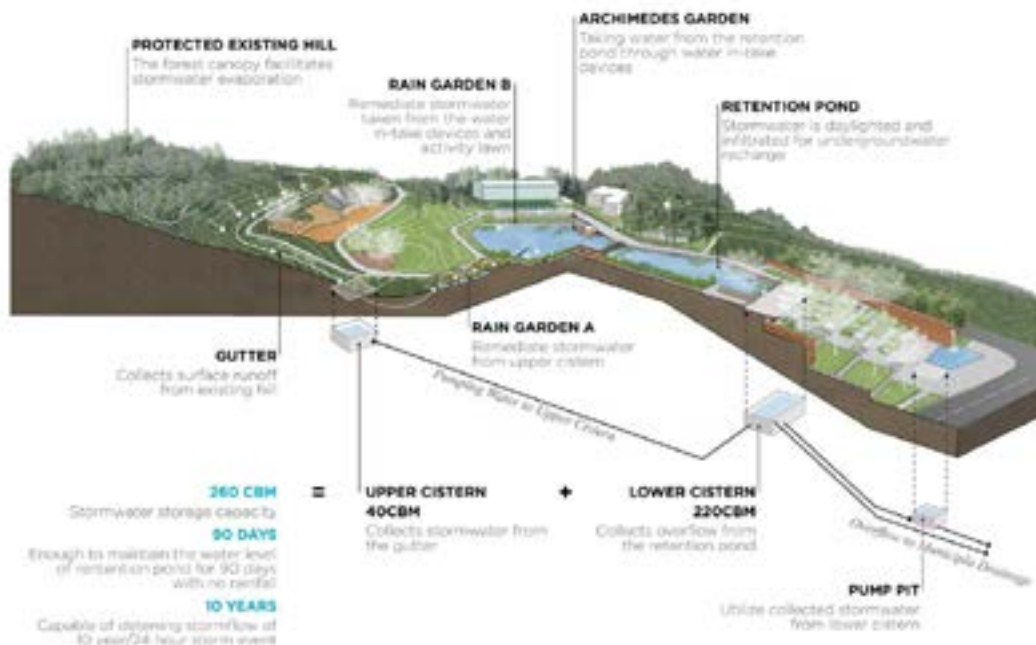 PROTECTED EXISTING HILL
The forest canopy facilitates
stormwater evaporation
ARCHIMEDES GARDEN
Taking water from the retention
pond through water in-take
devices
RAIN GARDEN B
Remediate stormwater
taken from the water
in-take devices and
activity lawn
RETENTION POND
Stormwater is daylighted and
infiltrated for undergroundwater
recharge
GUTTER
Collects surface runoff
from existing hill
RAIN GARDEN A
Remediate stormwater
from upper cistern
Pumping Water to Upper Cistern
260 CBM
Stormwater storage capacity
90 DAYS
Enough to maintain the water level
of retention pond for 90 days
with no rainfall
10 YEARS
Capable of detaining stormflow of
10 year/24 hour storm event
=
UPPER CISTERN
40CBM
Collects stormwater from
the gutter
+
LOWER CISTERN
220CBM
Collects overflow from
the retention pond
Overflow to Municiple Drainage
PUMP PIT
Utilize collected stormwater
from lower cistern